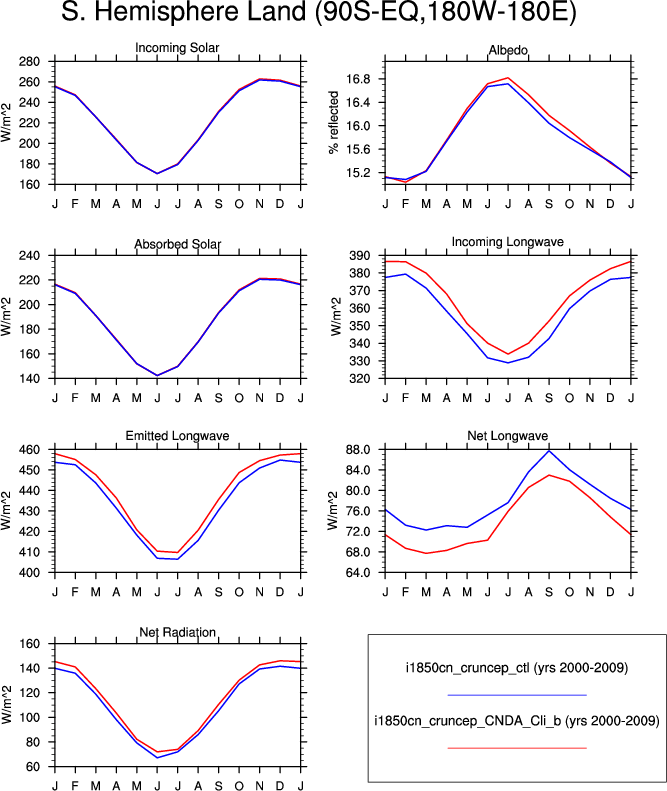 S. Hemisphere Land (90S-EQ,180W-180E)
Incoming Solar
W/m^2
280
260
240
220
200
180
160
J F M A M J J A S O N D J
Albedo
% reflected
16.8
16.4
16.0
15.6
15.2
J F M A M J J A S O N D J
Absorbed Solar
W/m^2
240
220
200
180
160
140
J F M A M J J A S O N D J
Incoming Longwave
W/m^2
390
380
370
360
350
340
330
320
J F M A M J J A S O N D J
Emitted Longwave
W/m^2
460
450
440
430
420
410
400
J F M A M J J A S O N D J
Net Longwave
W/m^2
88.0
84.0
80.0
76.0
72.0
68.0
64.0
J F M A M J J A S O N D J
Net Radiation
W/m^2
160
140
120
100
80
60
J F M A M J J A S O N D J
i1850cn_cruncep_ctl (yrs 2000-2009)
i1850cn_cruncep_CNDA_Cli_b (yrs 2000-2009)